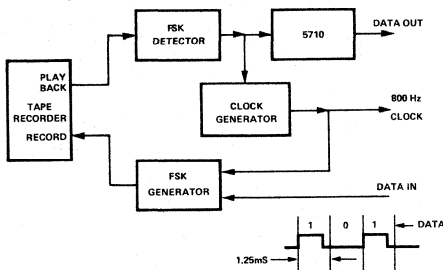 FSK
DETECTOR
5710
DATA OUT
PLAY
BACK
TAPE
RECORDER
RECORD
CLOCK
GENERATOR
800 Hz
CLOCK
FSK
GENERATOR
DATA IN
1 0 1
DATA
1.25mS